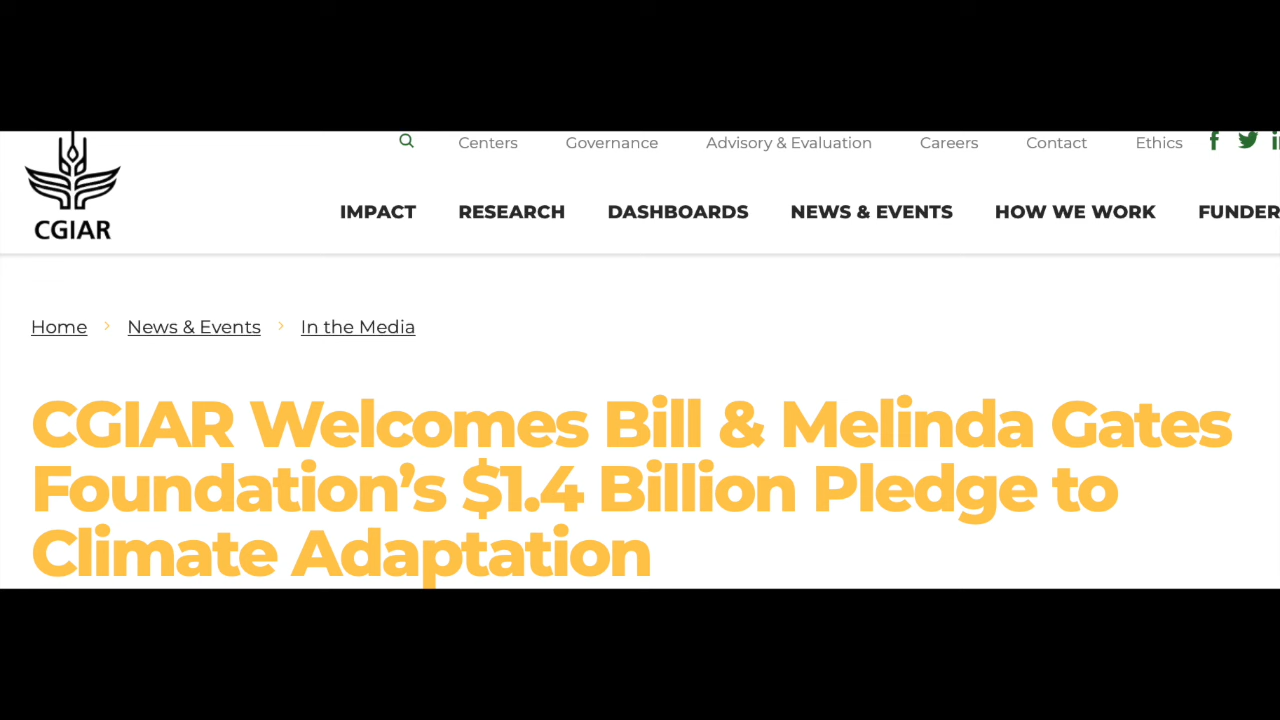 Centers Governance Advisory & Evaluation Careers Contact Ethics
CGIAR
IMPACT RESEARCH DASHBOARDS NEWS & EVENTS HOW WE WORK FUNDER
Home > News & Events > In the Media
CGIAR Welcomes Bill & Melinda Gates
Foundation’s $1.4 Billion Pledge to
Climate Adaptation